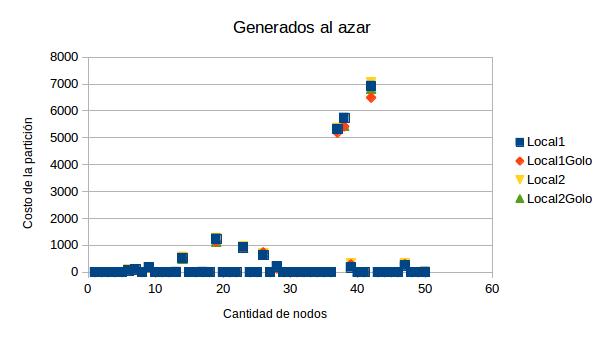 Generados al azar
8000
7000
6000
5000
4000
3000
2000
1000
0
Costo de la partición
0 10 20 30 40 50 60
Cantidad de nodos
Local1
Local1Golo
Local2
Local2Golo